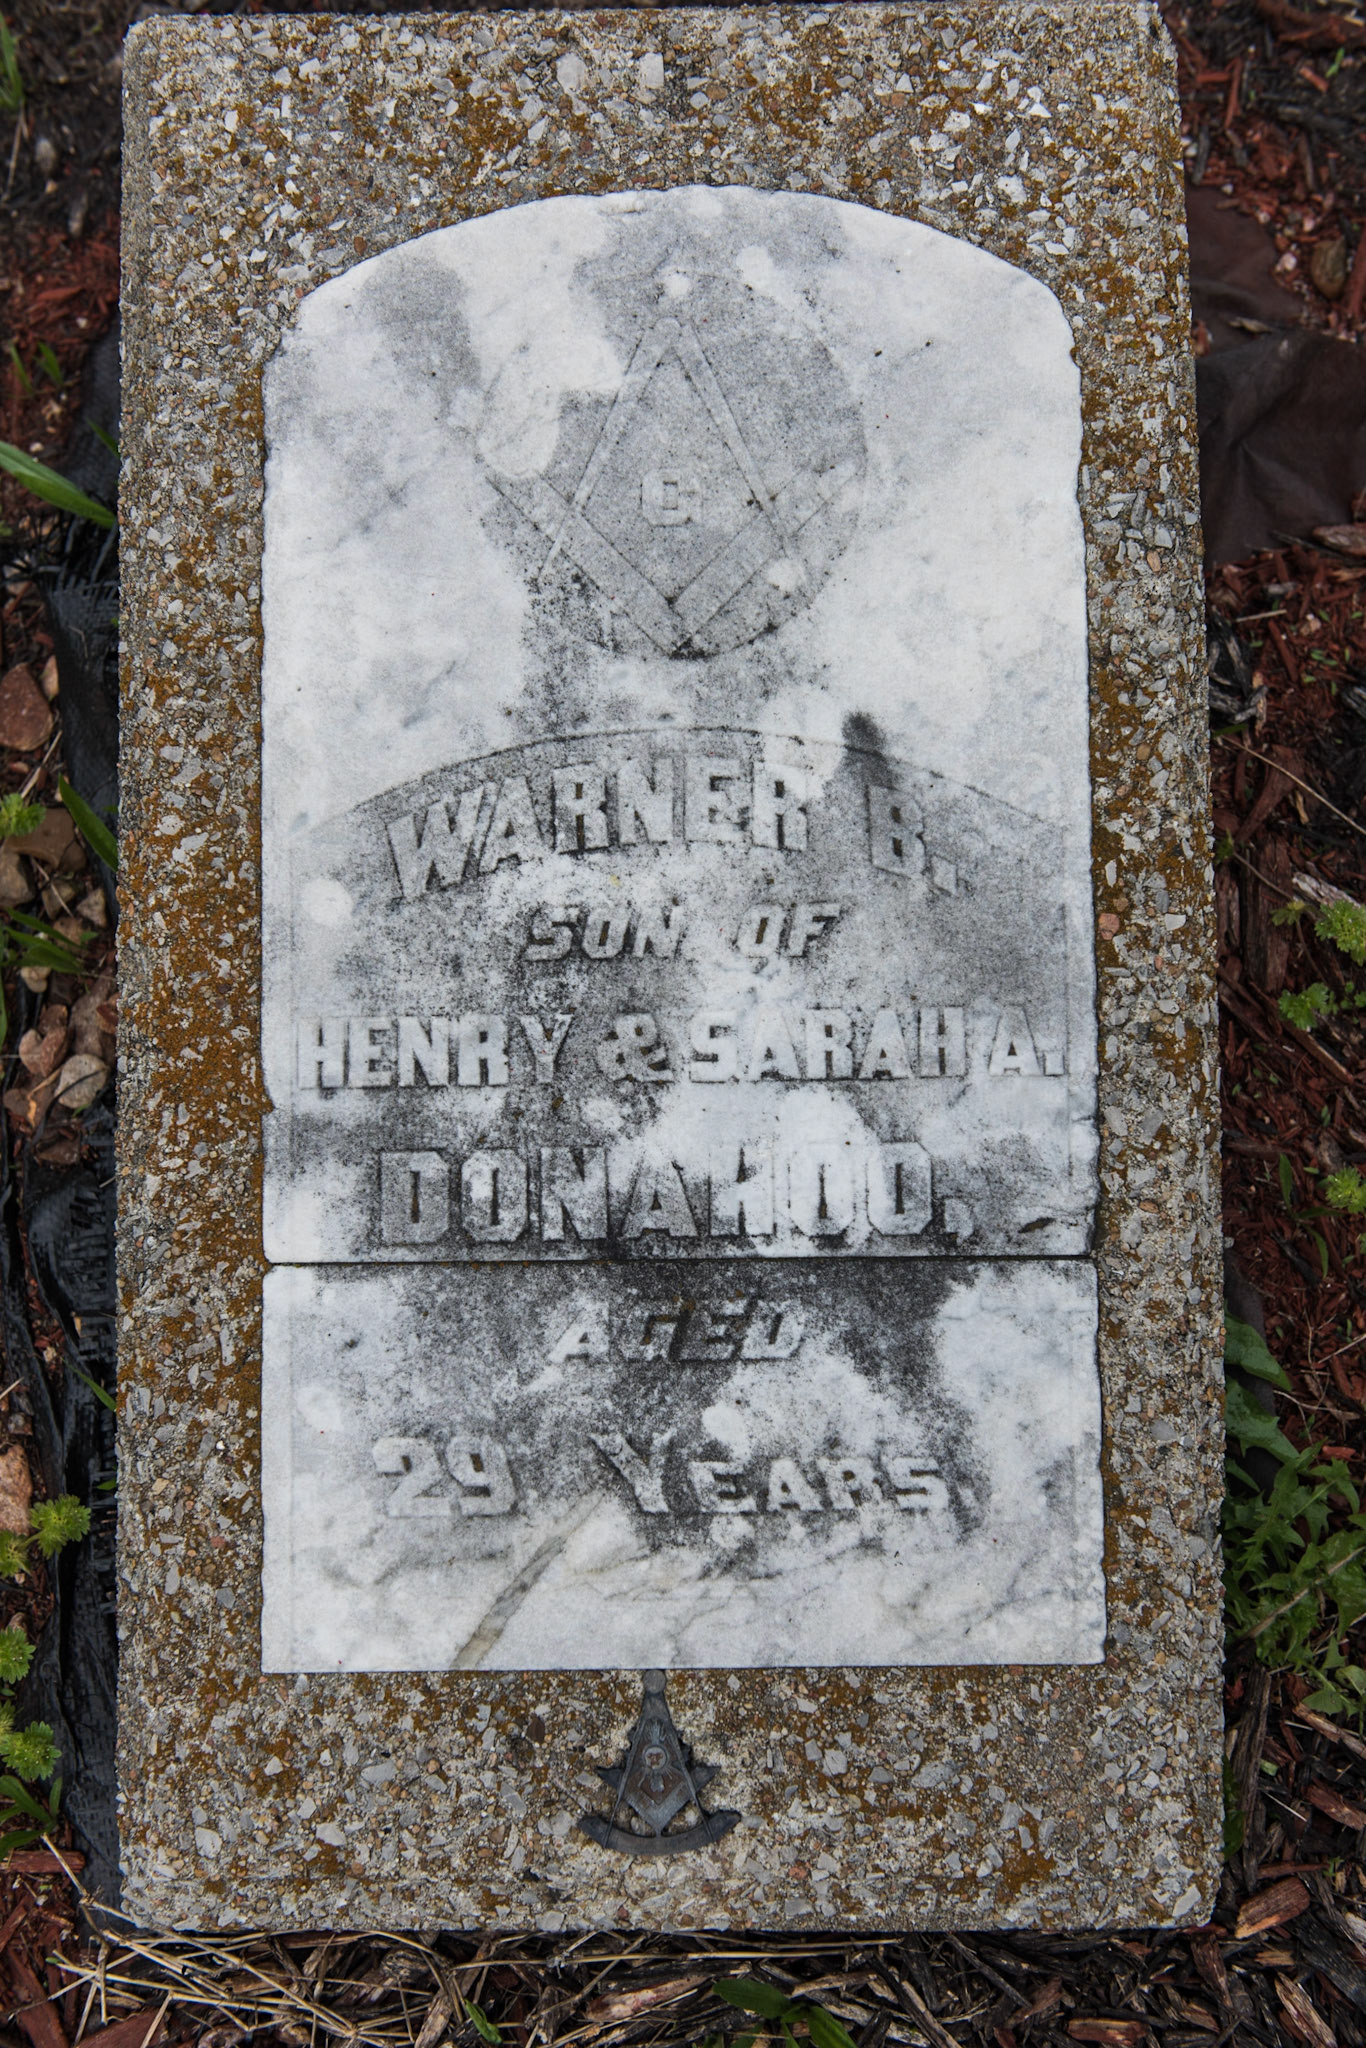 G
WARNER B.
SON OF
HENRY & SARAH A.
DONAHOO.
AGED
29 YEARS